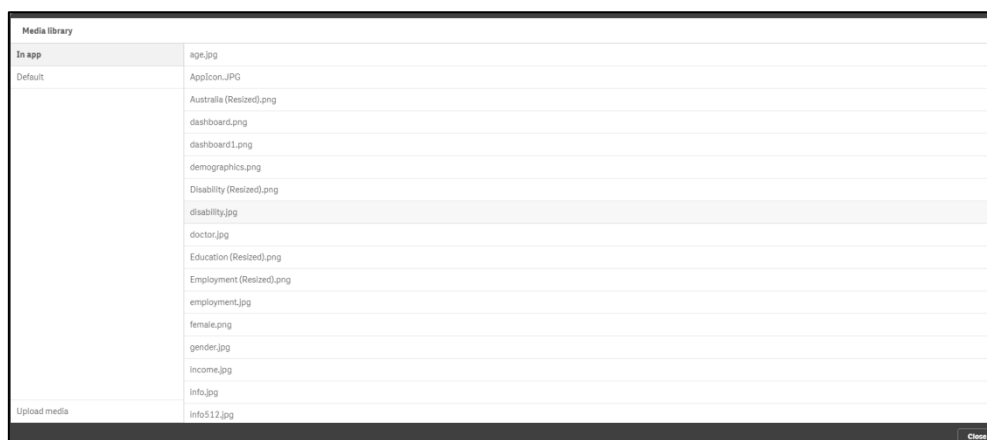 Media library
In app
Default
Upload media
age.jpg
AppIcon.JPG
Australia (Resized).png
dashboard.png
dashboard1.png
demographics.png
Disability (Resized).png
disability.jpg
doctor.jpg
Education (Resized).png
Employment (Resized).png
employment.jpg
female.png
gender.jpg
income.jpg
info.jpg
info512.jpg
Close